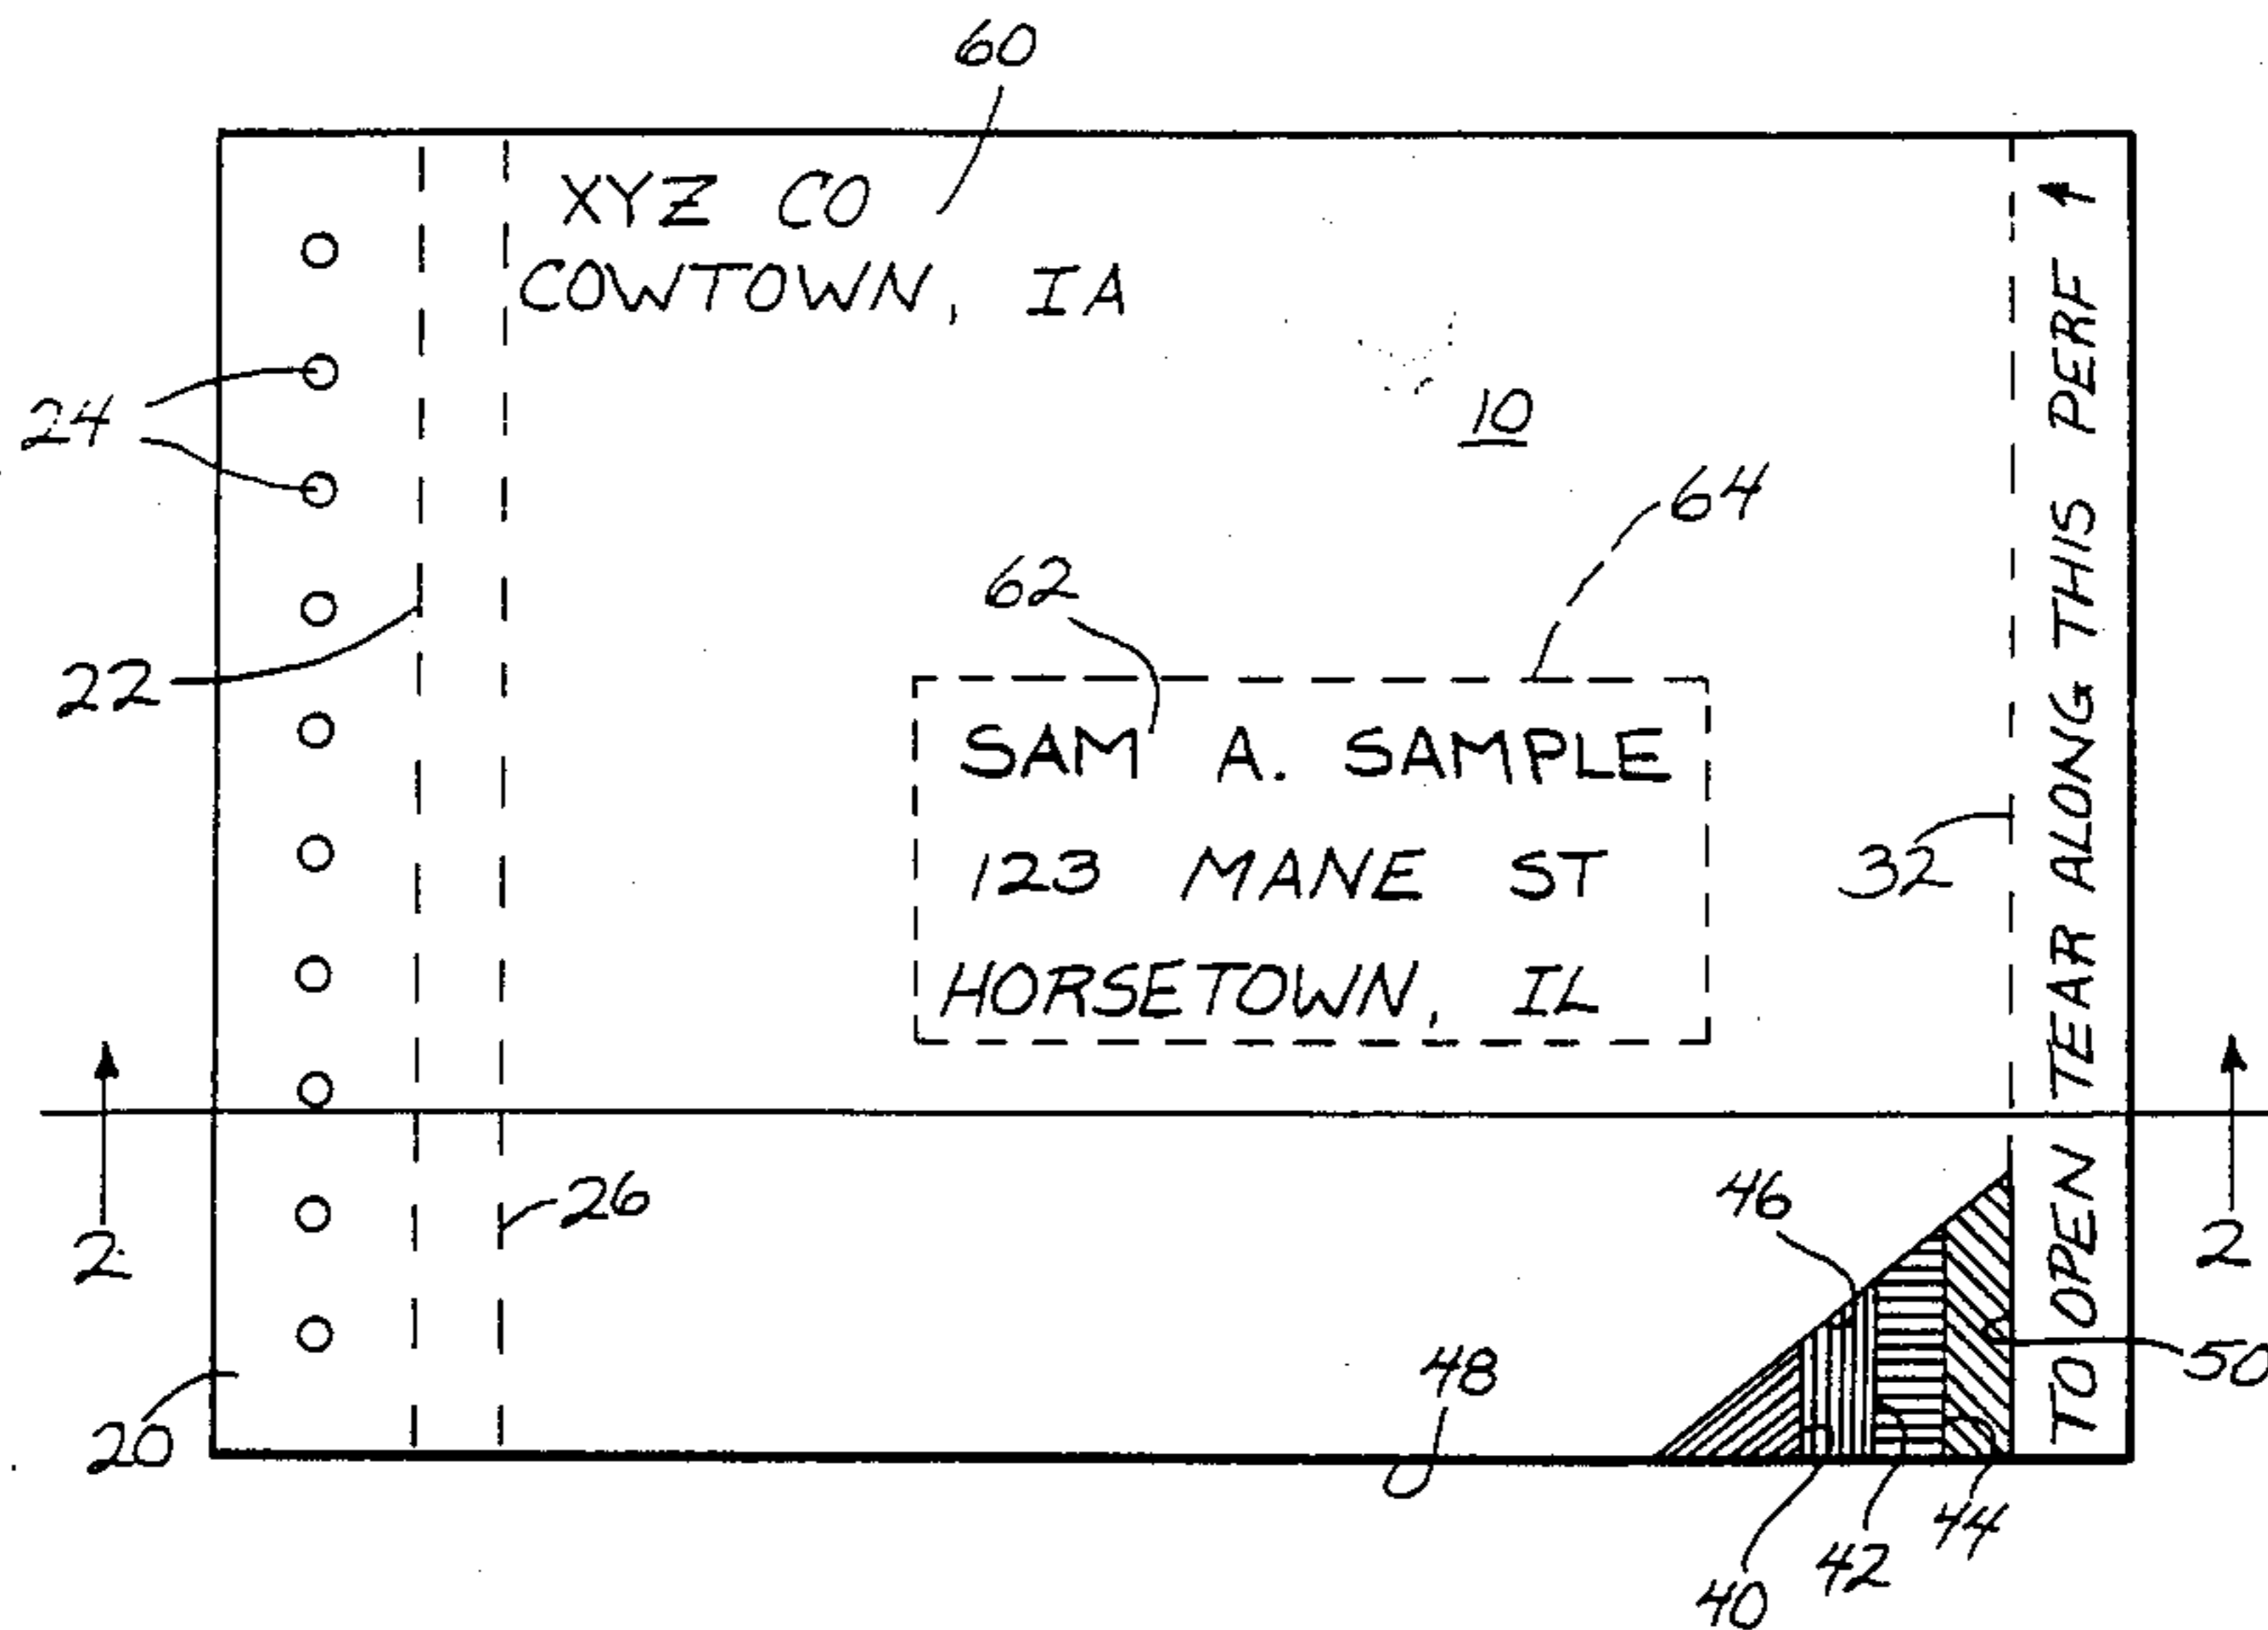 60
XYZ CO
COWTOWN, IA
24
10
64
62
22
SAM A. SAMPLE
123 MANE ST
HORSETOWN, IL
32
TO OPEN TEAR ALONG THIS PERF
26
46
2
2
48
50
20
40
42
44